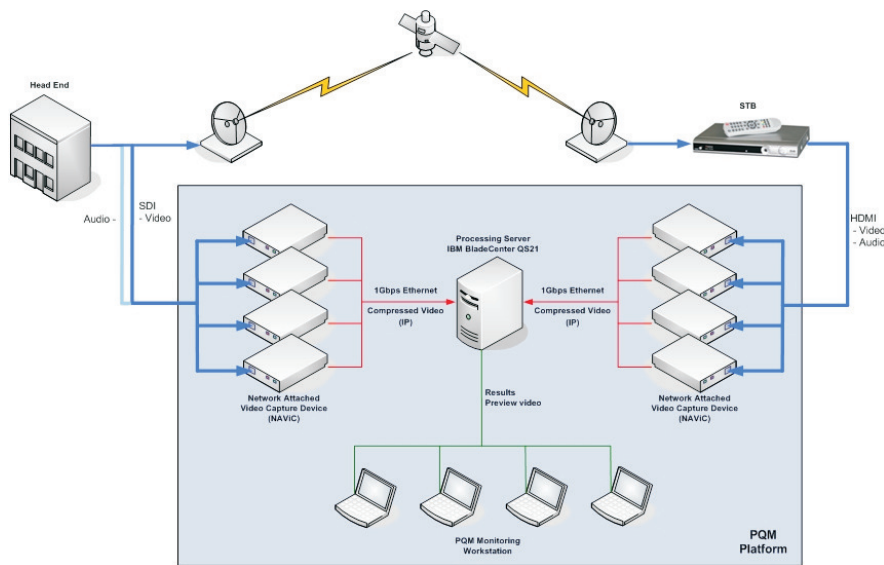 Head End
STB
Audio -
SDI
- Video
HDMI
- Video
- Audio
Processing Server
IBM BladeCenter QS21
1Gbps Ethernet
Compressed Video
(IP)
1Gbps Ethernet
Compressed Video
(IP)
Network Attached
Video Capture Device
(NAViC)
Results
Preview video
Network Attached
Video Capture Device
(NAViC)
PQM Monitoring
Workstation
PQM
Platform